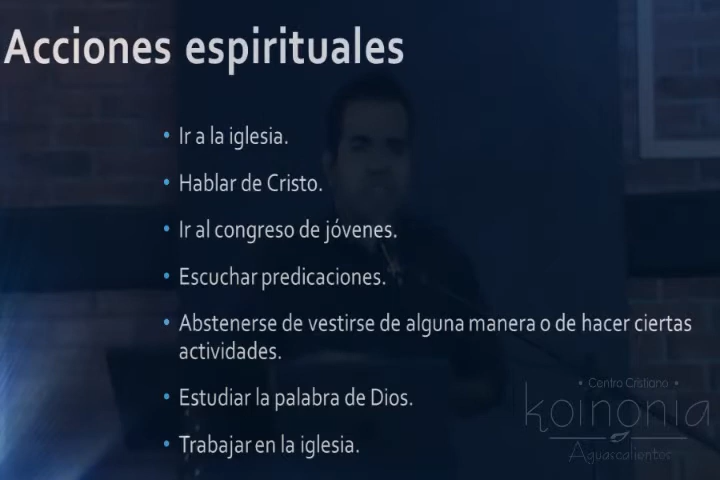 Acciones espirituales
• Ir a la iglesia.
• Hablar de Cristo.
• Ir al congreso de jóvenes.
• Escuchar predicaciones.
• Abstenerse de vestirse de alguna manera o de hacer ciertas
actividades.
• Estudiar la palabra de Dios.
• Trabajar en la iglesia.
• Centro Cristiano •
koinonia
Aguascalientes